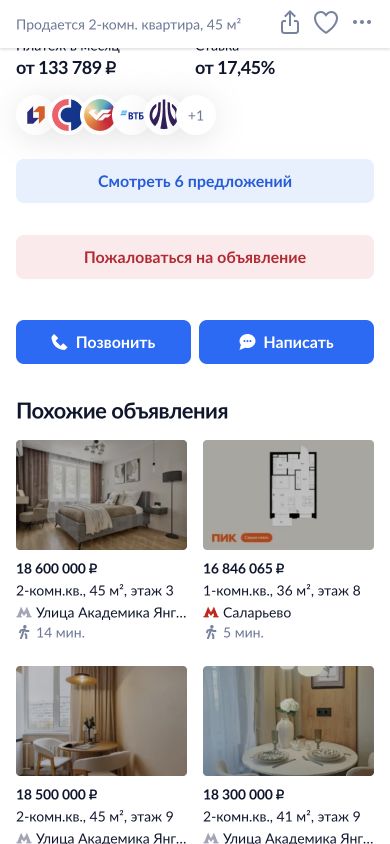 Продается 2-комн. квартира, 45 м²
Платеж в месяц
Ставка
от 133 789 ₽
от 17,45%
ВТБ
+1
Смотреть 6 предложений
Пожаловаться на объявление
Позвонить
Написать
Похожие объявления
ПИК
18 600 000 ₽
2-комн.кв., 45 м², этаж 3
Улица Академика Янг...
14 мин.
16 846 065 ₽
1-комн.кв., 36 м², этаж 8
Саларьево
5 мин.
18 500 000 ₽
2-комн.кв., 45 м², этаж 9
Улица Академика Янг...
18 300 000 ₽
2-комн.кв., 41 м², этаж 9
Улица Академика Янг...